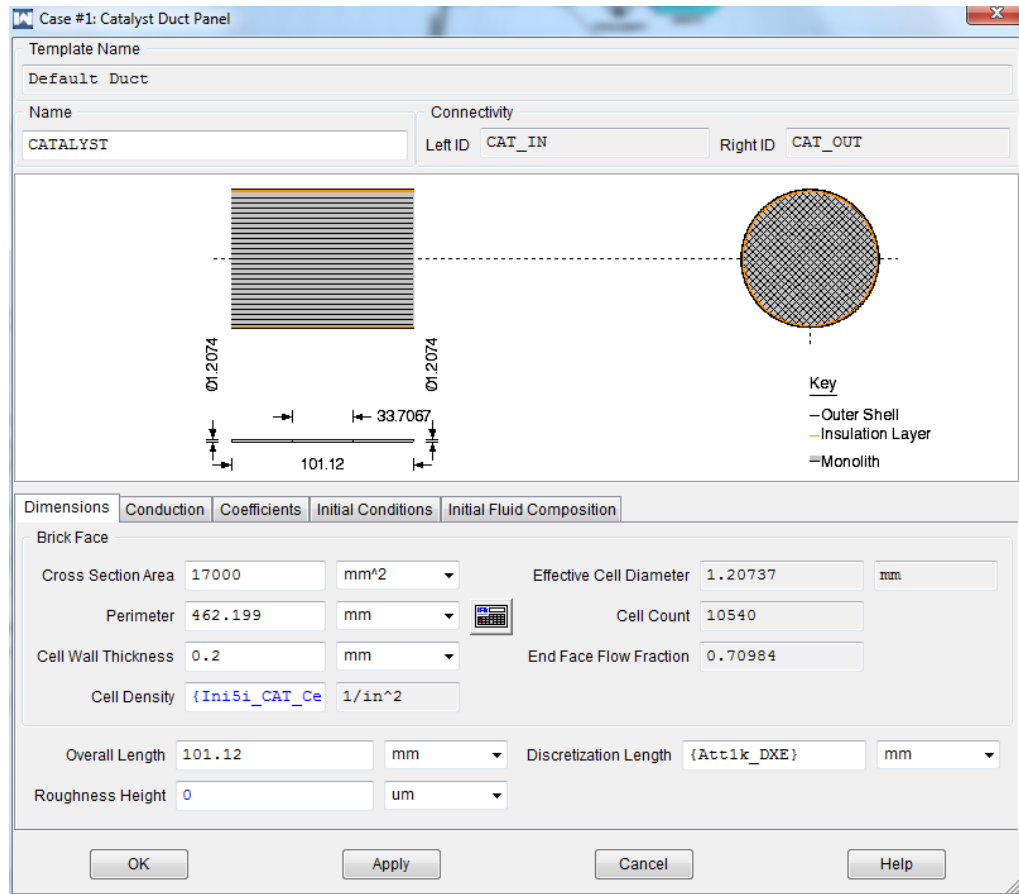 Case #1: Catalyst Duct Panel
Template Name
Default Duct
Name
Connectivity
CATALYST
Left ID CAT_IN Right ID CAT_OUT
Ø1.2074 Ø1.2074
33.7067
101.12
Key
Outer Shell
Insulation Layer
Monolith
Dimensions Conduction Coefficients Initial Conditions Initial Fluid Composition
Brick Face
Cross Section Area 17000 mm^2 Effective Cell Diameter 1.20737 mm
Perimeter 462.199 mm Cell Count 10540
Cell Wall Thickness 0.2 mm End Face Flow Fraction 0.70984
Cell Density {Ini5i_CAT_Ce 1/in^2
Overall Length 101.12 mm Discretization Length {Att1k_DXE} mm
Roughness Height 0 um
OK Apply Cancel Help